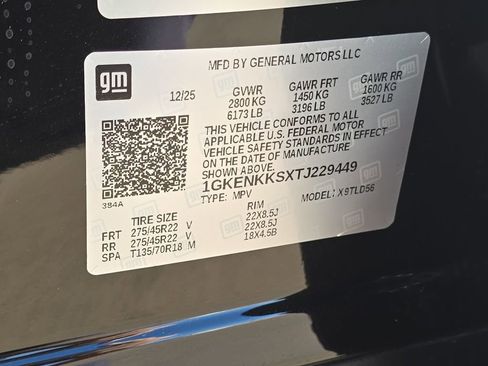 gm
MFD BY GENERAL MOTORS LLC
12/25
GVWR GAWR FRT GAWR RR
2800 KG 1450 KG 1600 KG
6173 LB 3196 LB 3527 LB
THIS VEHICLE CONFORMS TO ALL
APPLICABLE U.S. FEDERAL MOTOR
VEHICLE SAFETY STANDARDS IN EFFECT
ON THE DATE OF MANUFACTURE
SHOWN ABOVE.
1GKENKKSXTJ229449
TYPE: MPV MODEL: X9TLD56
384A
TIRE SIZE RIM
FRT 275/45R22 V 22X8.5J
RR 275/45R22 V 22X8.5J
SPA T135/70R18 M 18X4.5B